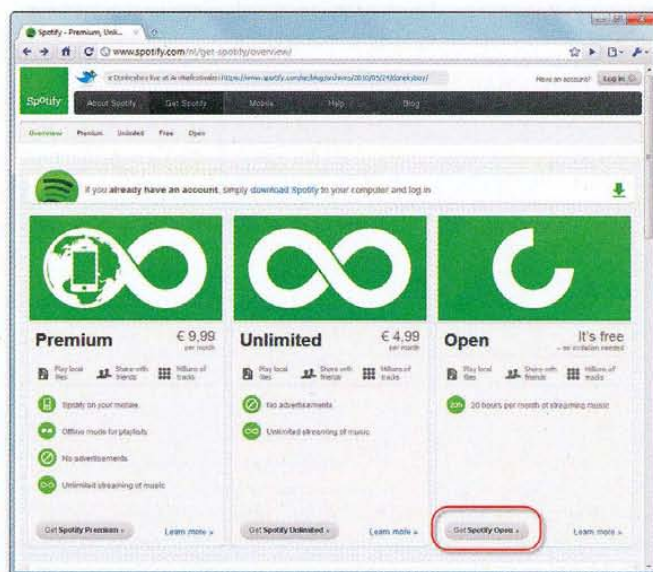 Spotify - Premium, Unli...
www.spotify.com/nl/get-spotify/overview/
Have an account? Log in
Spotify About Spotify Get Spotify Mobile Help Blog
Overview Premium Unlimited Free Open
If you already have an account, simply download Spotify to your computer and log in
Premium € 9,99 per month
Play local files Share with friends Millions of tracks
Spotify on your mobile
Offline mode for playlists
No advertisements
Unlimited streaming of music
Get Spotify Premium » Learn more »
Unlimited € 4,99 per month
Play local files Share with friends Millions of tracks
No advertisements
Unlimited streaming of music
Get Spotify Unlimited » Learn more »
Open It's free
– no invitation needed
Play local files Share with friends Millions of tracks
20h 20 hours per month of streaming music
Get Spotify Open » Learn more »